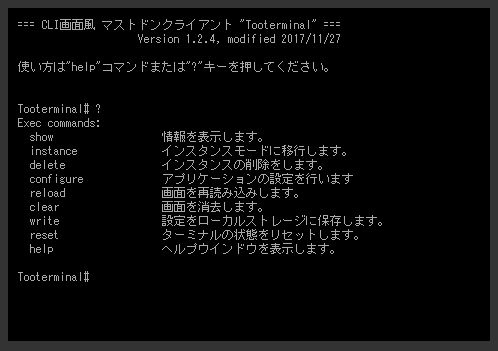 === CLI画面風 マストドンクライアント "Tooterminal" ===
Version 1.2.4, modified 2017/11/27
使い方は"help"コマンドまたは"?"キーを押してください。
Tooterminal# ?
Exec commands:
show 情報を表示します。
instance インスタンスモードに移行します。
delete インスタンスの削除をします。
configure アプリケーションの設定を行います
reload 画面を再読み込みします。
clear 画面を消去します。
write 設定をローカルストレージに保存します。
reset ターミナルの状態をリセットします。
help ヘルプウインドウを表示します。
Tooterminal#